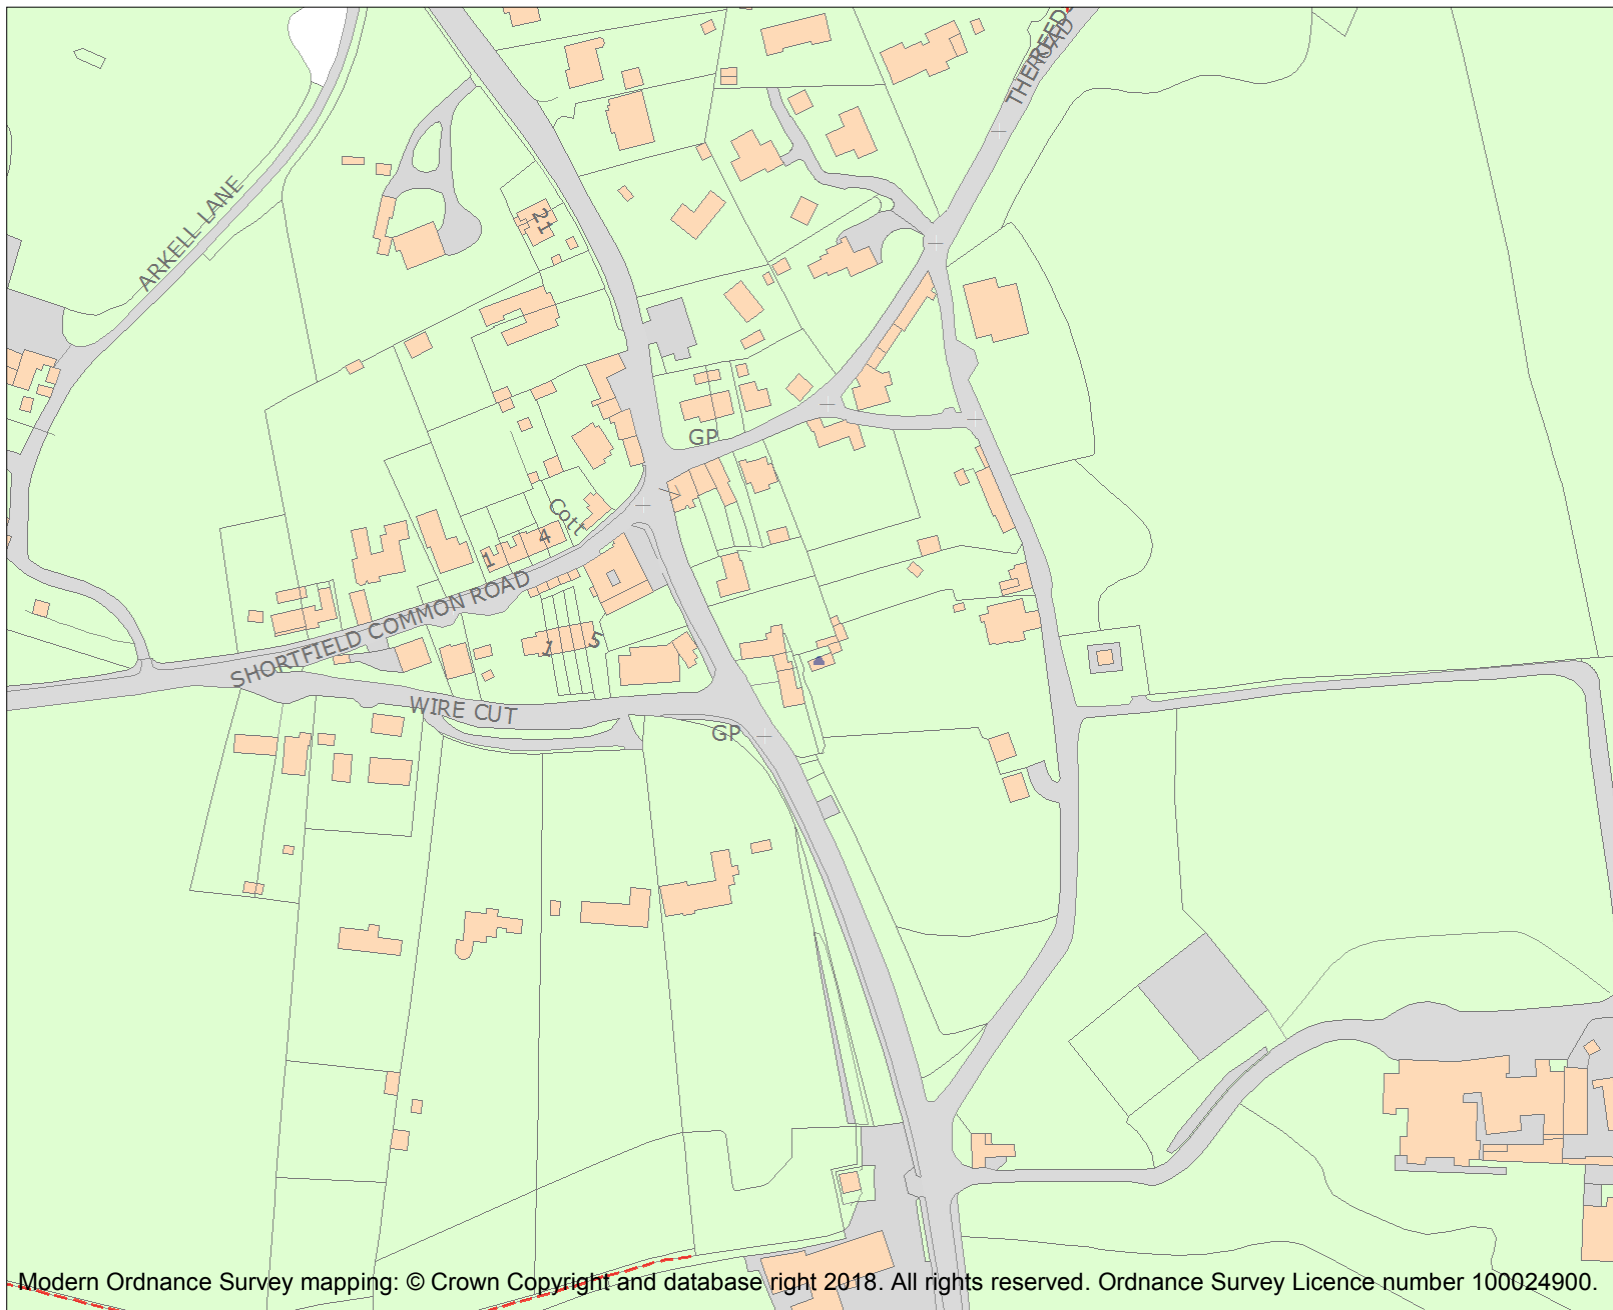 THE REED ROAD
ARKELL LANE
21
GP
Cott
1
4
SHORTFIELD COMMON ROAD
1
5
WIRE CUT
GP
Modern Ordnance Survey mapping: © Crown Copyright and database right 2018. All rights reserved. Ordnance Survey Licence number 100024900.